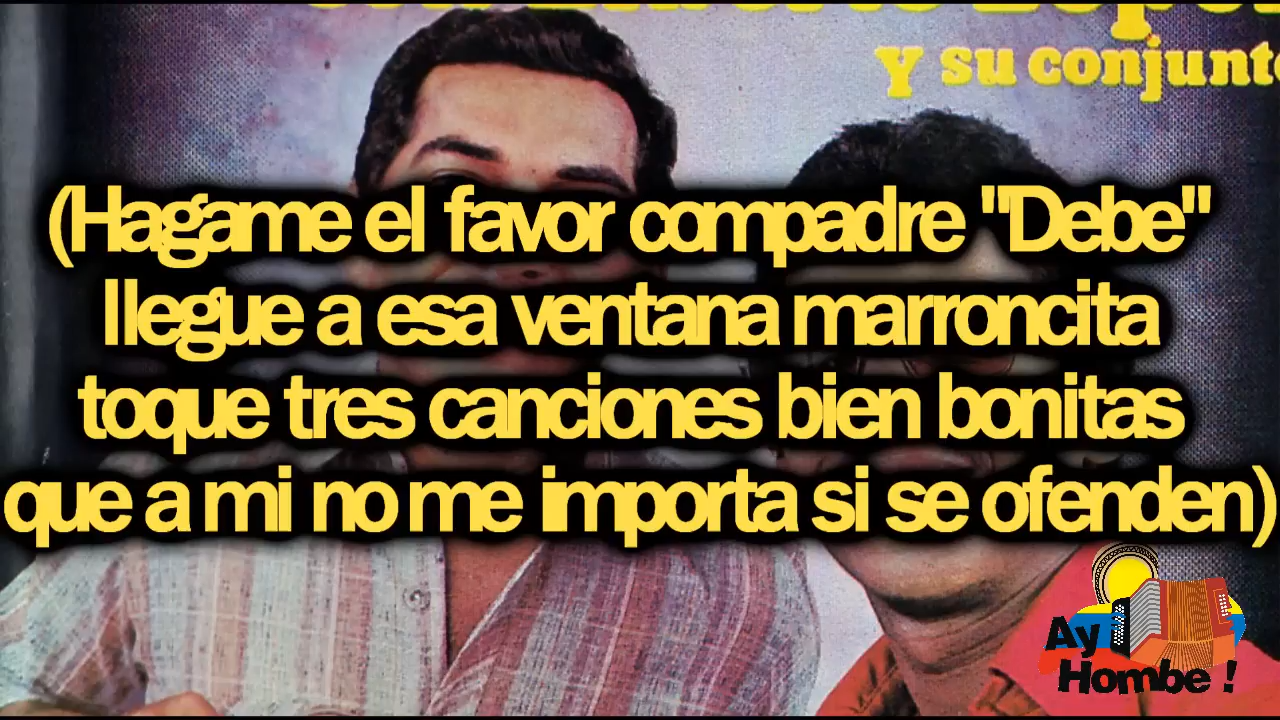 y su conjunto
(Hagame el favor compadre "Debe"
llegue a esa ventana marroncita
toque tres canciones bien bonitas
que a mi no me importa si se ofenden)
Ay
Hombe !